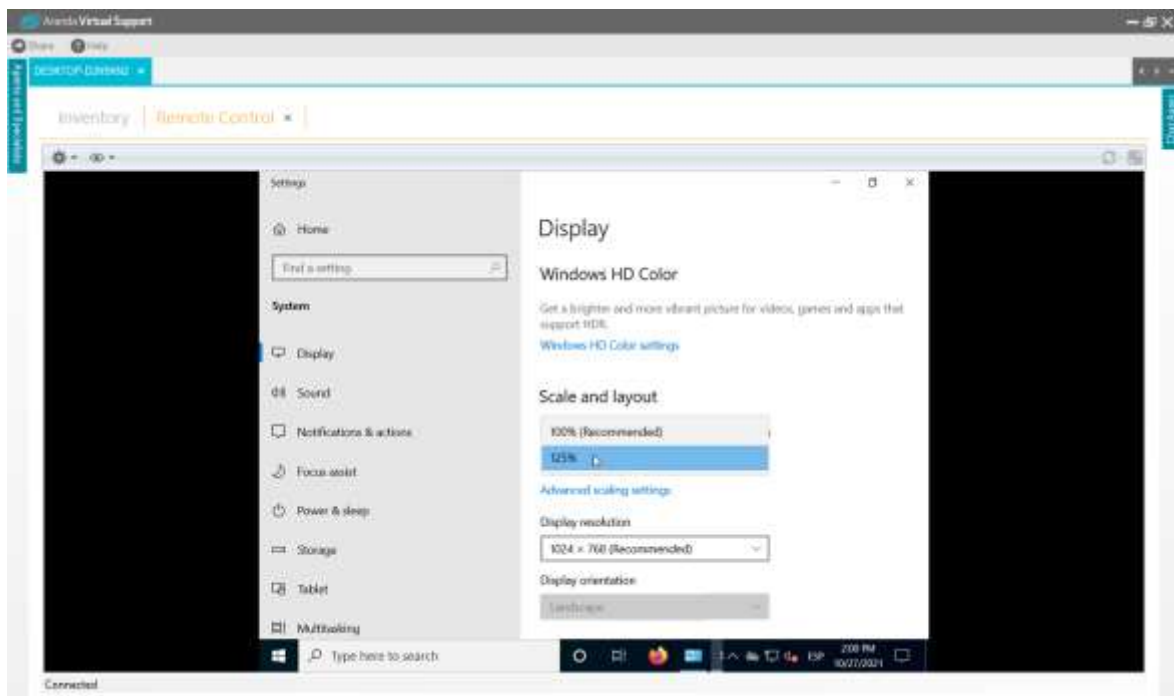 Aranda Virtual Support
Share Help
Inventory Remote Control
Settings
Home
Find a setting
System
Display
Sound
Notifications & actions
Focus assist
Power & sleep
Storage
Tablet
Multitasking
Display
Windows HD Color
Get a brighter and more vibrant picture for videos, games and apps that
support HDR.
Windows HD Color settings
Scale and layout
100% (Recommended)
125%
Advanced scaling settings
Display resolution
1024 × 768 (Recommended)
Display orientation
Landscape
Type here to search
ESP
2:00 PM
10/27/2021
Connected